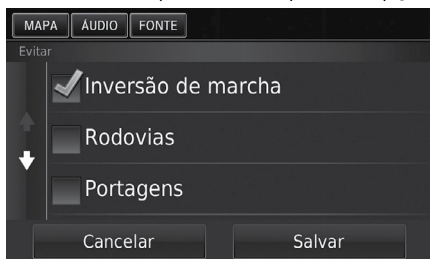 MAPA ÁUDIO FONTE
Evitar
Inversão de marcha
Rodovias
Portagens
Cancelar Salvar